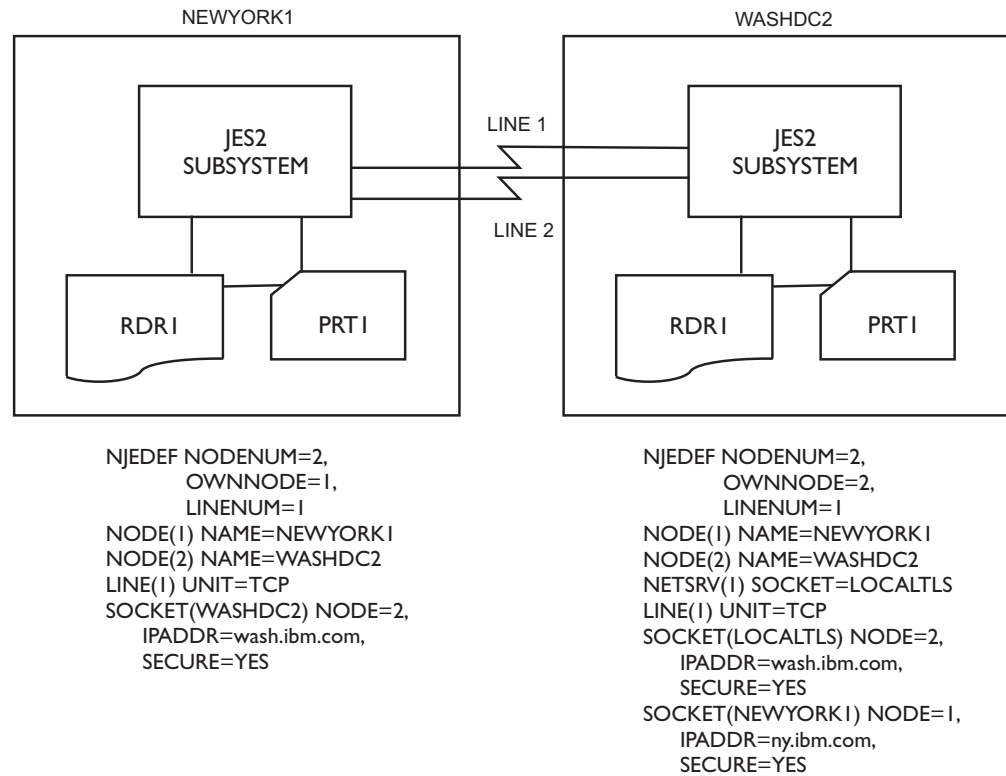 NEWYORK1
WASHDC2
JES2
SUBSYSTEM
LINE 1
LINE 2
JES2
SUBSYSTEM
RDR1
PRT1
RDR1
PRT1
NJEDEF NODENUM=2,
OWNNODE=1,
LINENUM=1
NODE(1) NAME=NEWYORK1
NODE(2) NAME=WASHDC2
LINE(1) UNIT=TCP
SOCKET(WASHDC2) NODE=2,
IPADDR=wash.ibm.com,
SECURE=YES
NJEDEF NODENUM=2,
OWNNODE=2,
LINENUM=1
NODE(1) NAME=NEWYORK1
NODE(2) NAME=WASHDC2
NETSRV(1) SOCKET=LOCALTLS
LINE(1) UNIT=TCP
SOCKET(LOCALTLS) NODE=2,
IPADDR=wash.ibm.com,
SECURE=YES
SOCKET(NEWYORK1) NODE=1,
IPADDR=ny.ibm.com,
SECURE=YES